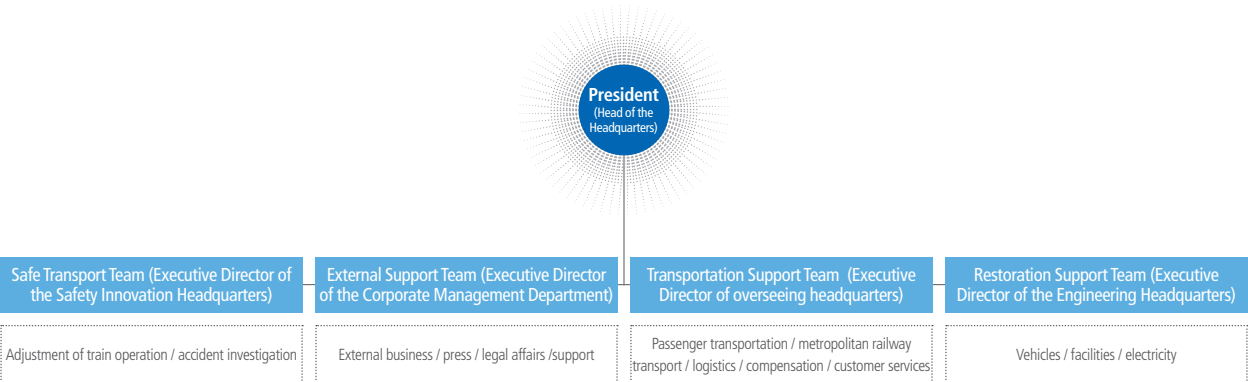 President
(Head of the
Headquarters)
Safe Transport Team (Executive Director of
the Safety Innovation Headquarters)
External Support Team (Executive Director
of the Corporate Management Department)
Transportation Support Team (Executive
Director of overseeing headquarters)
Restoration Support Team (Executive
Director of the Engineering Headquarters)
Adjustment of train operation / accident investigation
External business / press / legal affairs /support
Passenger transportation / metropolitan railway
transport / logistics / compensation / customer services
Vehicles / facilities / electricity